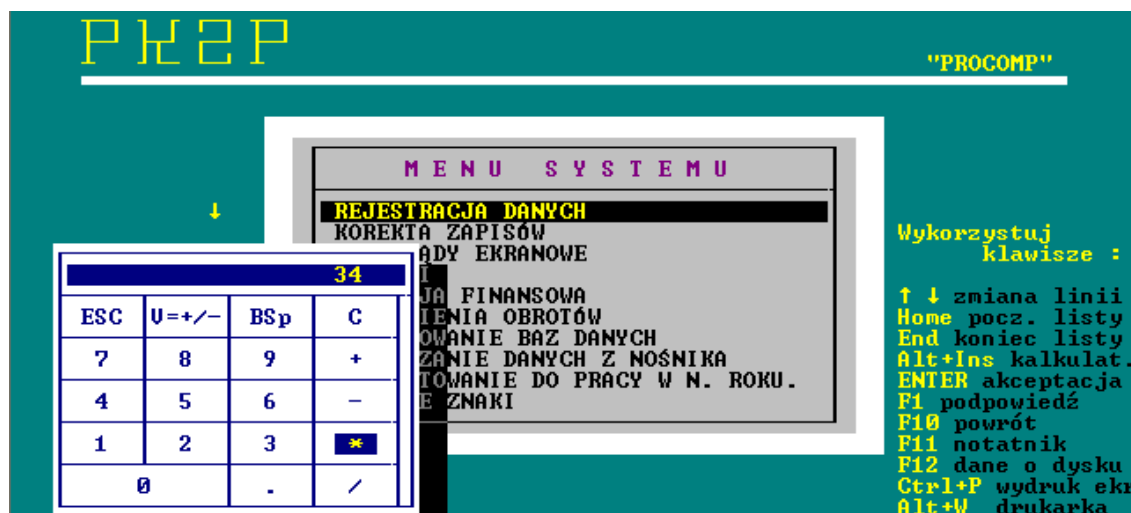 PKZP
"PROCOMP"
MENU SYSTEMU
↓
REJESTRACJA DANYCH
KOREKTA ZAPISÓW
ĄDY EKRANOWE
I
JA FINANSOWA
IENIA OBROTÓW
OWANIE BAZ DANYCH
ZANIE DANYCH Z NOŚNIKA
TOWANIE DO PRACY W N. ROKU.
E ZNAKI
34
ESC V=+/- BSp C
7 8 9 +
4 5 6 -
1 2 3 *
0 . /
Wykorzystuj
klawisze :
↑ ↓ zmiana linii
Home pocz. listy
End koniec listy
Alt+Ins kalkulat.
ENTER akceptacja
F1 podpowiedź
F10 powrót
F11 notatnik
F12 dane o dysku
Ctrl+P wydruk ekr
Alt+W drukarka